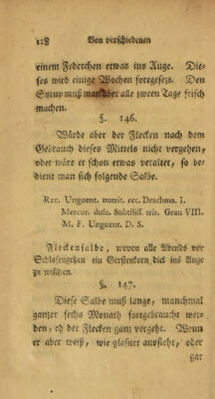 128 Von verschiedenen
einem Federchen etwas ins Auge. Die-
ses wird einige Wochen fortgesezt. Den
Syrup muß man aber alle zween Tage frisch
machen.
§. 146.
Würde aber der Flecken nach dem
Gebrauch dieses Mittels nicht vergehen,
oder wäre er schon etwas veraltet, so be-
dient man sich folgende Salbe.
Rec. Unguent. nutrit. rec. Drachma. I.
Mercur. dulc. Subtiliss. trit. Gran VIII.
M. F. Unguent. D. S.
Fleckensalbe, wovon alle Abends vor
Schlafengehen ein Gerstenkorn dick ins Auge
zu wischen.
§. 147.
Diese Salbe muß lange, manchmal
ganzer sechs Monath fortgebraucht wer-
den, eh der Flecken ganz vergeht. Wenn
er aber weiß, wie glasurt aussieht, oder
gar